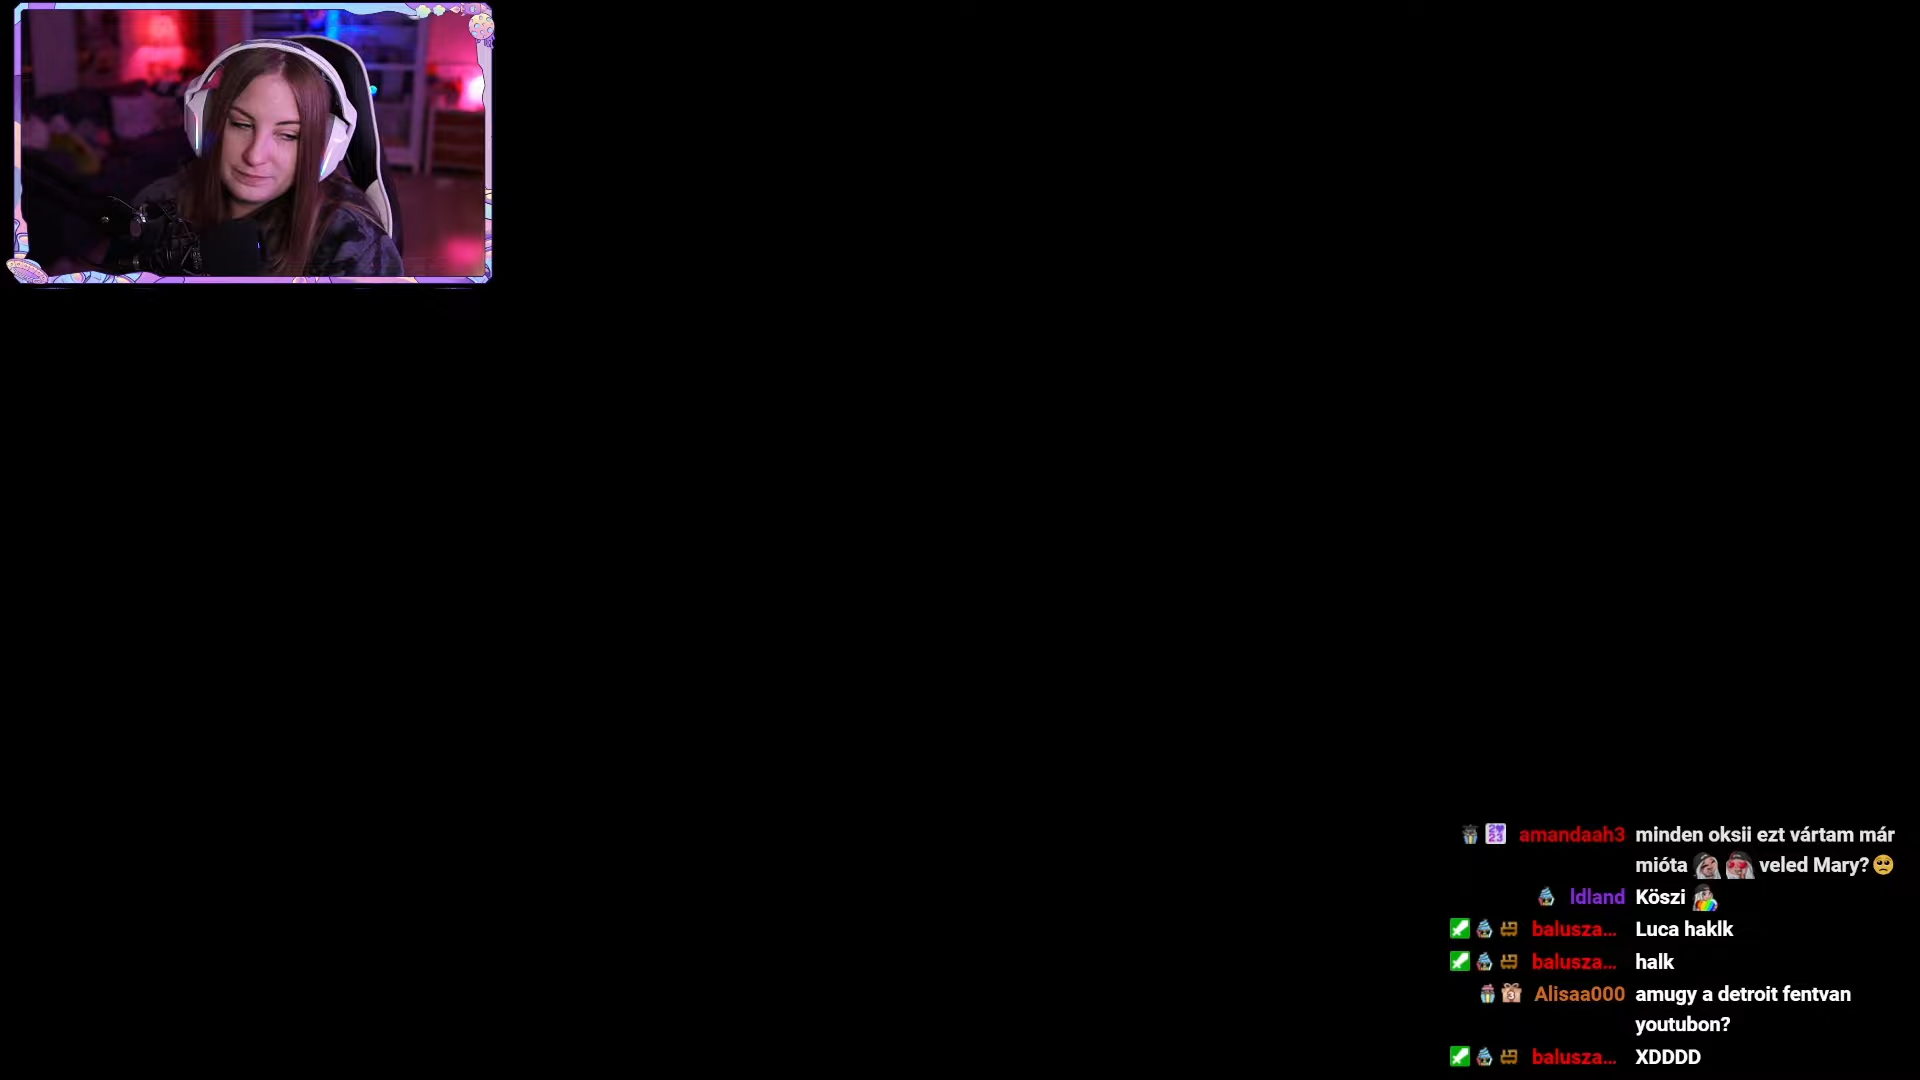 amandaah3 minden oksii ezt vártam már
mióta veled Mary?🥺
ldland Köszi
balusza... Luca haklk
balusza... halk
Alisaa000 amugy a detroit fentvan
youtubon?
balusza... XDDDD